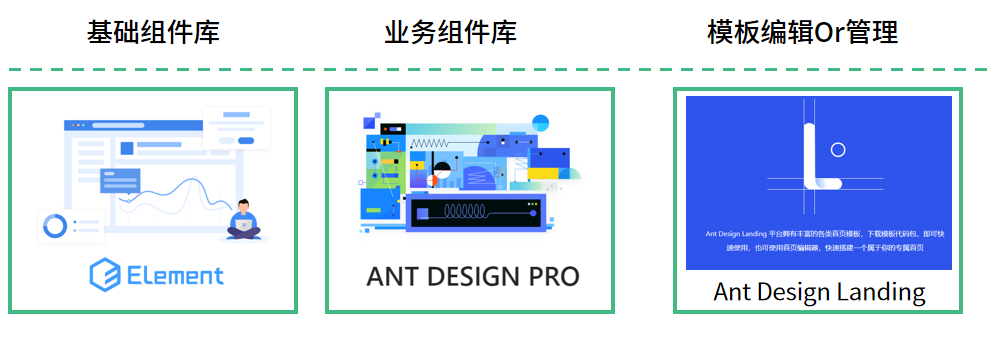 基础组件库
业务组件库
模板编辑Or管理
Element
ANT DESIGN PRO
Ant Design Landing 平台拥有丰富的各类首页模板，下载模板代码包，即可快
速使用，也可使用首页编辑器，快速搭建一个属于你的专属首页
Ant Design Landing